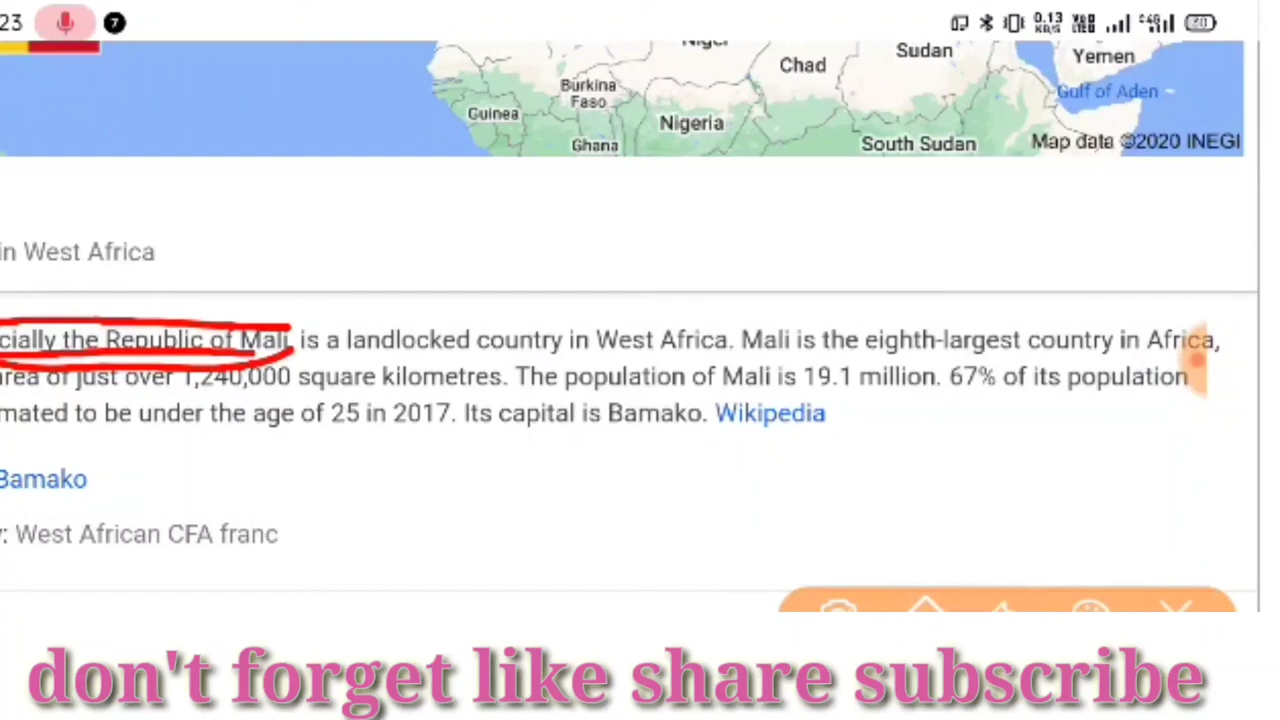 23 7 0.13 KB/S
Niger
Sudan
Yemen
Chad
Burkina
Faso
Gulf of Aden
Guinea
Nigeria
Ghana
South Sudan
Map data ©2020 INEGI
in West Africa
cially the Republic of Mali, is a landlocked country in West Africa. Mali is the eighth-largest country in Africa,
area of just over 1,240,000 square kilometres. The population of Mali is 19.1 million. 67% of its population
mated to be under the age of 25 in 2017. Its capital is Bamako. Wikipedia
Bamako
y: West African CFA franc
don't forget like share subscribe